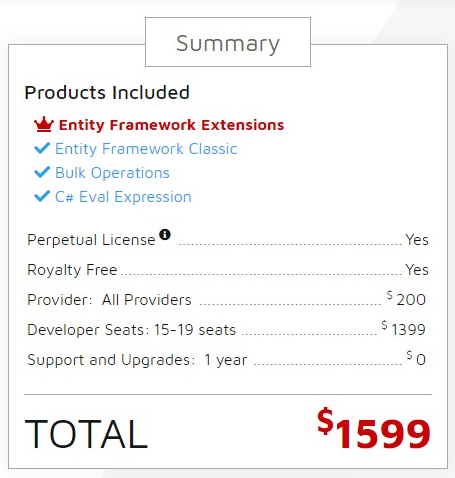 Summary
Products Included
Entity Framework Extensions
Entity Framework Classic
Bulk Operations
C# Eval Expression
Perpetual License i ........................ Yes
Royalty Free ........................ Yes
Provider: All Providers ........................ $ 200
Developer Seats: 15-19 seats ........................ $ 1399
Support and Upgrades: 1 year ........................ $ 0
TOTAL $1599